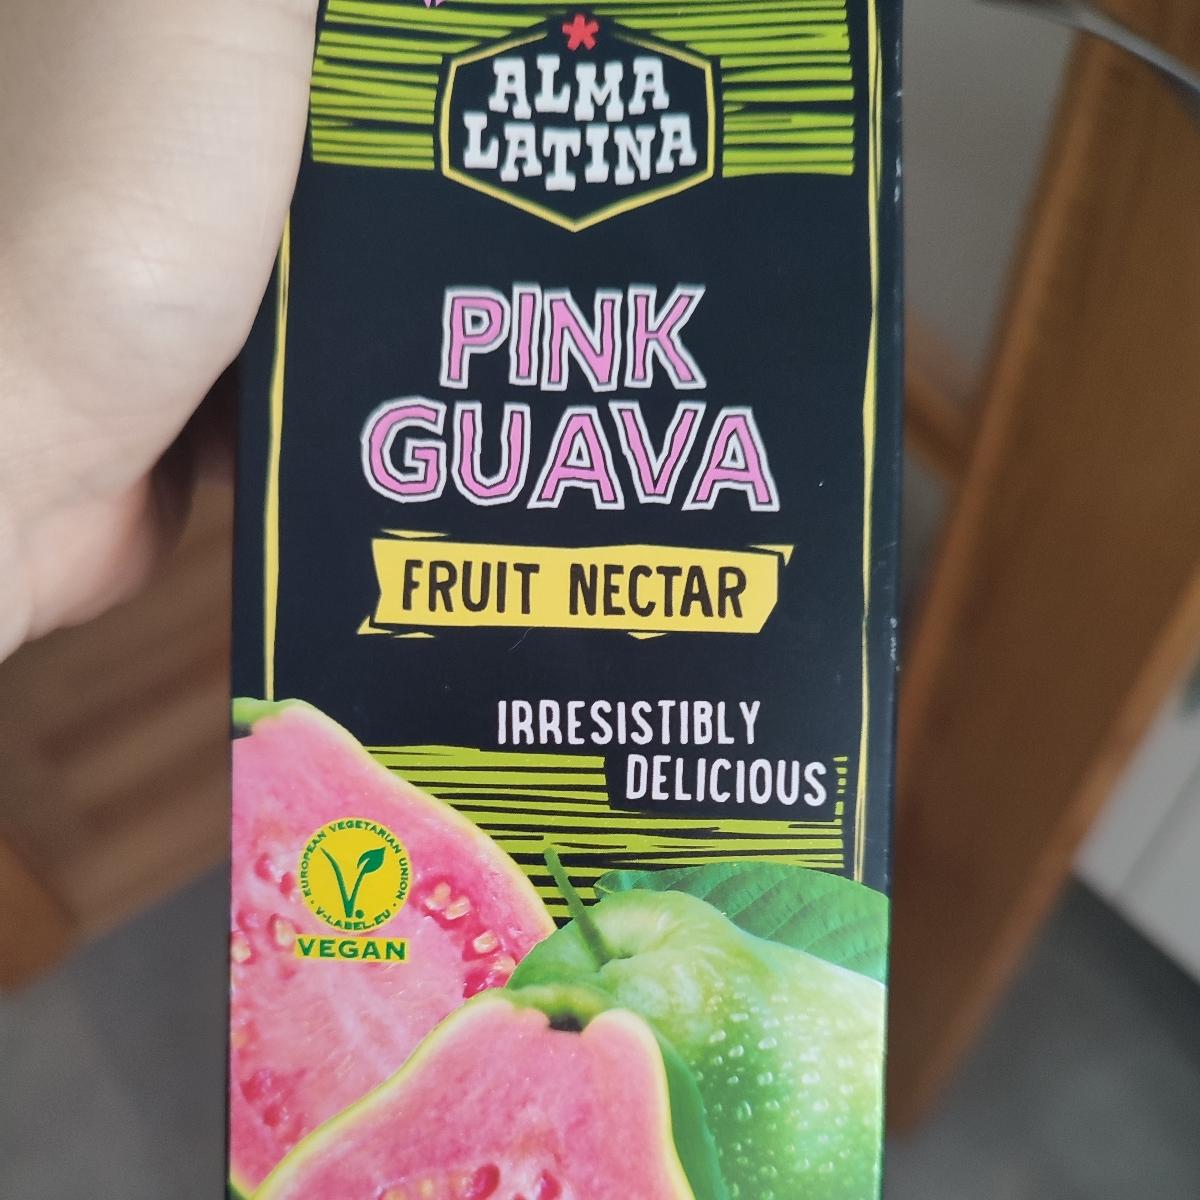 ALMA
LATINA
PINK
GUAVA
FRUIT NECTAR
IRRESISTIBLY
DELICIOUS
EUROPEAN VEGETARIAN UNION
V-LABEL.EU
VEGAN